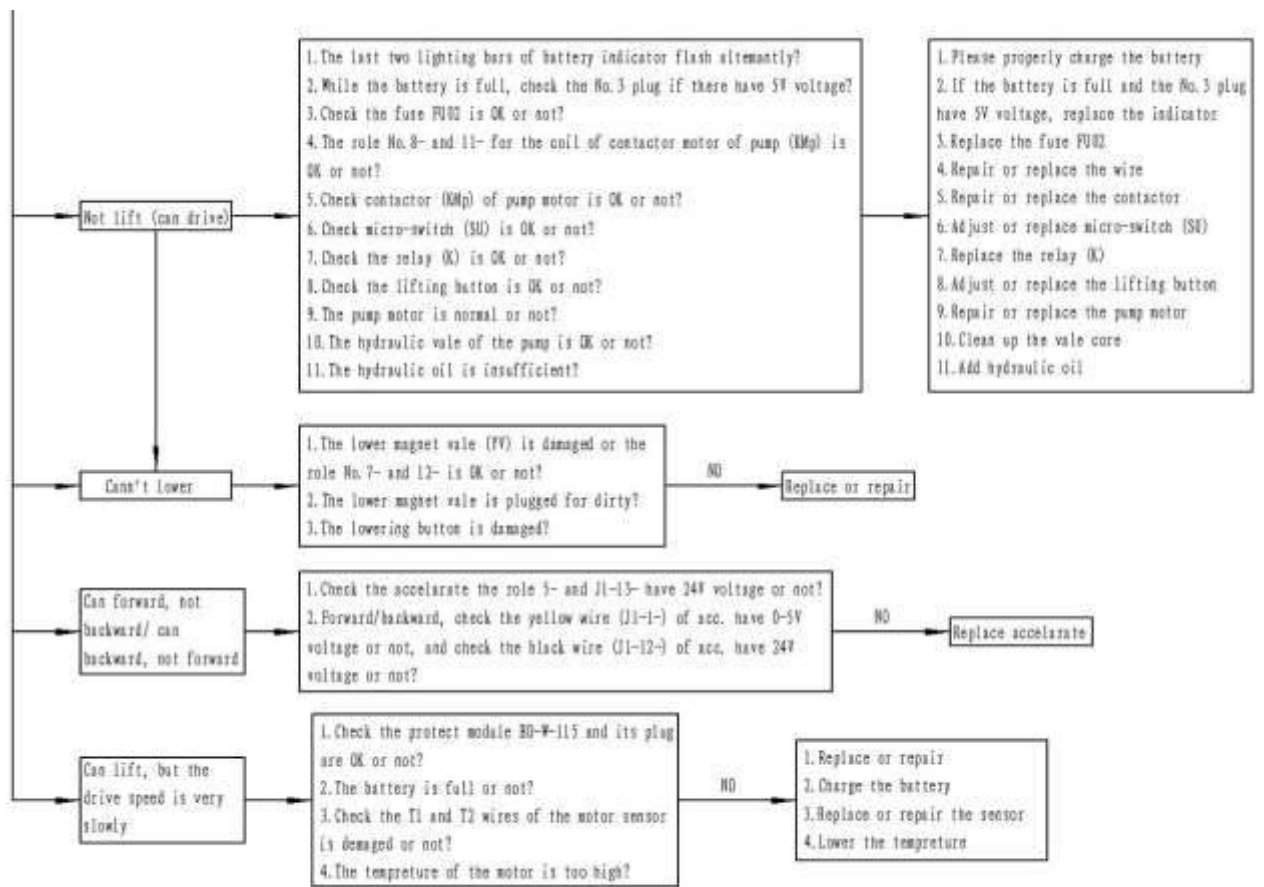 Not lift (can drive)
1.The last two lighting bars of battery indicator flash altemantly?
2.While the battery is full, check the No.3 plug if there have 5V voltage?
3.Check the fuse FU02 is OK or not?
4.The role No.8- and 11- for the coil of contactor motor of pump (KMp) is
OK or not?
5.Check contactor (KMp) of pump motor is OK or not?
6.Check micro-switch (SU) is OK or not?
7.Check the relay (K) is OK or not?
8.Check the lifting button is OK or not?
9.The pump motor is normal or not?
10.The hydraulic vale of the pump is OK or not?
11.The hydraulic oil is insufficient?
1.Please properly charge the battery
2.If the battery is full and the No.3 plug
have 5V voltage, replace the indicator
3.Replace the fuse FU02
4.Repair or replace the wire
5.Repair or replace the contactor
6.Adjust or replace micro-switch (SU)
7.Replace the relay (K)
8.Adjust or replace the lifting button
9.Repair or replace the pump motor
10.Clean up the vale core
11.Add hydraulic oil
Cann't lower
1.The lower magnet vale (YV) is damaged or the
role No.7- and 12- is OK or not?
2.The lower magnet vale is plugged for dirty?
3.The lowering button is damaged?
NO
Replace or repair
Can forward, not
backward/ can
backward, not forward
1.Check the accelarate the role 5- and J1-13- have 24V voltage or not?
2.Forward/backward, check the yellow wire (J1-1-) of acc. have 0-5V
voltage or not, and check the black wire (J1-12-) of acc. have 24V
voltage or not?
NO
Replace accelarate
Can lift, but the
drive speed is very
slowly
1.Check the protect module BO-W-115 and its plug
are OK or not?
2.The battery is full or not?
3.Check the T1 and T2 wires of the motor sensor
is demaged or not?
4.The tempreture of the motor is too high?
NO
1.Replace or repair
2.Charge the battery
3.Replace or repair the sensor
4.Lower the tempreture